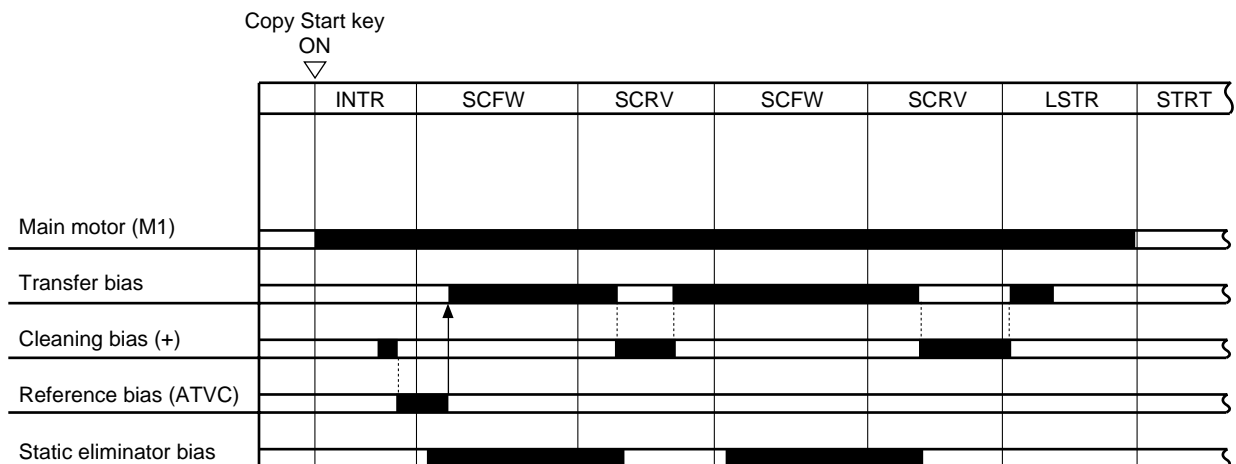 Copy Start key
ON
INTR SCFW SCRV SCFW SCRV LSTR STRT
Main motor (M1)
Transfer bias
Cleaning bias (+)
Reference bias (ATVC)
Static eliminator bias